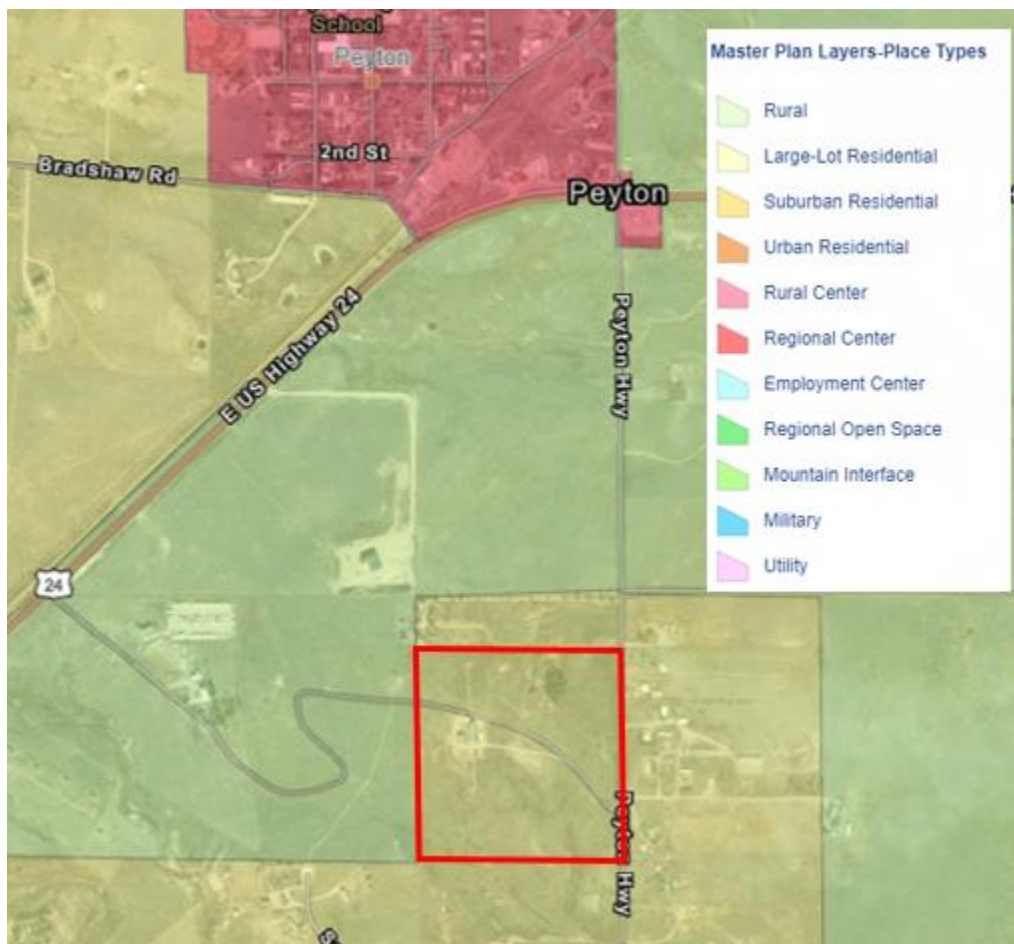 School
Peyton
2nd St
Bradshaw Rd
Peyton
E US Highway 24
Peyton Hwy
24
Peyton Hwy
Master Plan Layers-Place Types
Rural
Large-Lot Residential
Suburban Residential
Urban Residential
Rural Center
Regional Center
Employment Center
Regional Open Space
Mountain Interface
Military
Utility